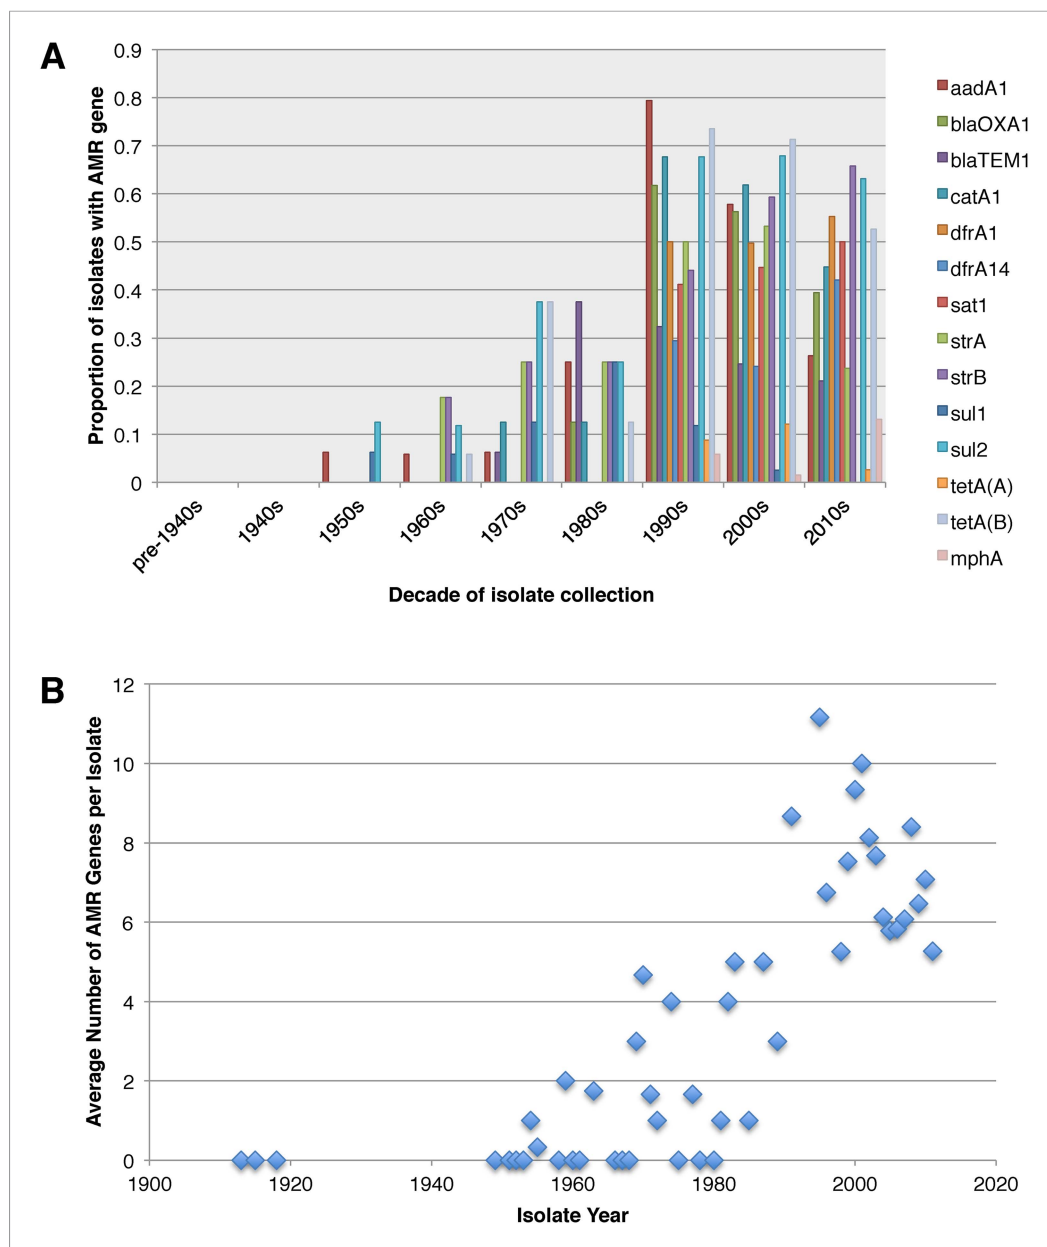 A
Proportion of isolates with AMR gene
0.9
0.8
0.7
0.6
0.5
0.4
0.3
0.2
0.1
0
pre-1940s
1940s
1950s
1960s
1970s
1980s
1990s
2000s
2010s
Decade of isolate collection
aadA1
blaOXA1
blaTEM1
catA1
dfrA1
dfrA14
sat1
strA
strB
sul1
sul2
tetA(A)
tetA(B)
mphA
B
Average Number of AMR Genes per Isolate
12
10
8
6
4
2
0
1900
1920
1940
1960
1980
2000
2020
Isolate Year